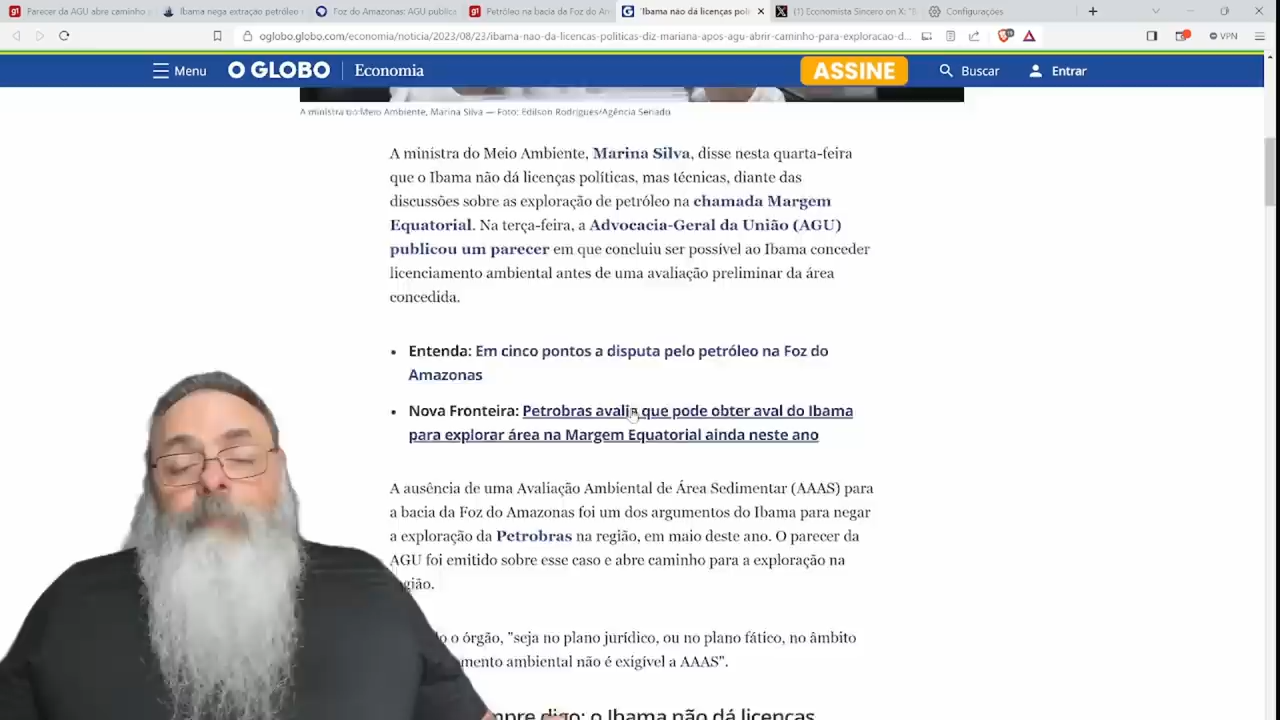 Parecer da AGU abre caminho p
Ibama nega extração petróleo n
Foz do Amazonas: AGU publica
Petróleo na bacia da Foz do Am
'Ibama não dá licenças polí
(1) Economista Sincero on X: "E
Configurações
oglobo.globo.com/economia/noticia/2023/08/23/ibama-nao-da-licencas-politicas-diz-mariana-apos-agu-abrir-caminho-para-exploracao-d...
VPN
Menu
O GLOBO
Economia
ASSINE
Buscar
Entrar
A ministra do Meio Ambiente, Marina Silva — Foto: Edilson Rodrigues/Agência Senado
A ministra do Meio Ambiente, Marina Silva, disse nesta quarta-feira
que o Ibama não dá licenças políticas, mas técnicas, diante das
discussões sobre as exploração de petróleo na chamada Margem
Equatorial. Na terça-feira, a Advocacia-Geral da União (AGU)
publicou um parecer em que concluiu ser possível ao Ibama conceder
licenciamento ambiental antes de uma avaliação preliminar da área
concedida.
• Entenda: Em cinco pontos a disputa pelo petróleo na Foz do
Amazonas
• Nova Fronteira: Petrobras avalia que pode obter aval do Ibama
para explorar área na Margem Equatorial ainda neste ano
A ausência de uma Avaliação Ambiental de Área Sedimentar (AAAS) para
a bacia da Foz do Amazonas foi um dos argumentos do Ibama para negar
a exploração da Petrobras na região, em maio deste ano. O parecer da
AGU foi emitido sobre esse caso e abre caminho para a exploração na
gião.
o órgão, "seja no plano jurídico, ou no plano fático, no âmbito
mento ambiental não é exigível a AAAS".
mpre digo: o Ibama não dá licenças